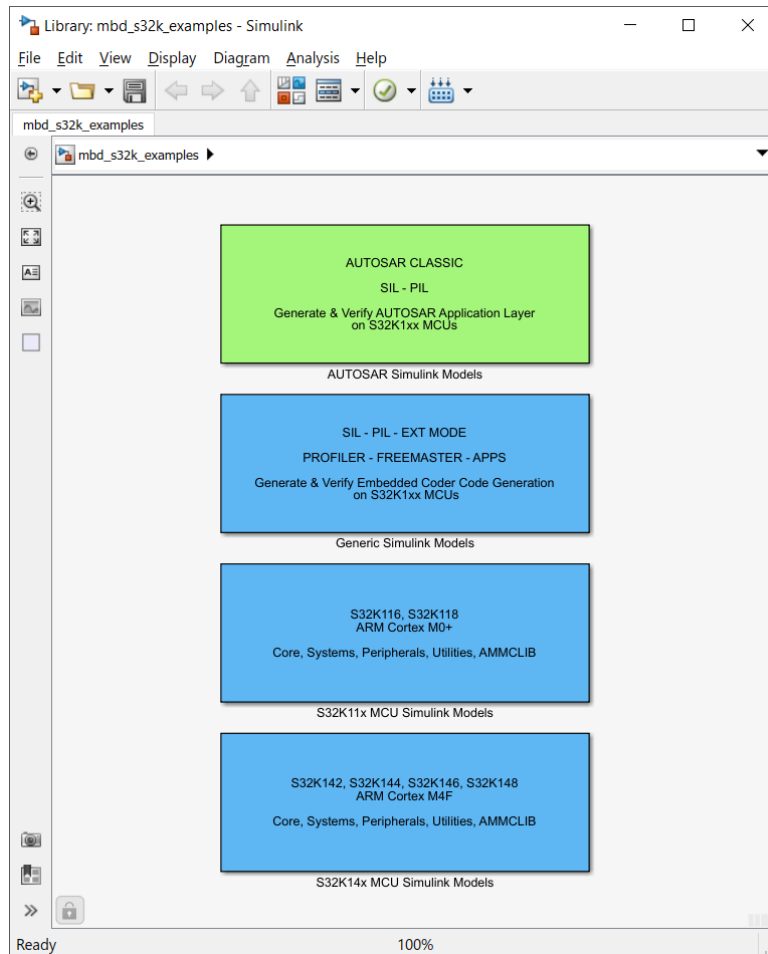 Library: mbd_s32k_examples - Simulink
File Edit View Display Diagram Analysis Help
mbd_s32k_examples
mbd_s32k_examples
AUTOSAR CLASSIC
SIL - PIL
Generate & Verify AUTOSAR Application Layer
on S32K1xx MCUs
AUTOSAR Simulink Models
SIL - PIL - EXT MODE
PROFILER - FREEMASTER - APPS
Generate & Verify Embedded Coder Code Generation
on S32K1xx MCUs
Generic Simulink Models
S32K116, S32K118
ARM Cortex M0+
Core, Systems, Peripherals, Utilities, AMMCLIB
S32K11x MCU Simulink Models
S32K142, S32K144, S32K146, S32K148
ARM Cortex M4F
Core, Systems, Peripherals, Utilities, AMMCLIB
S32K14x MCU Simulink Models
Ready 100%